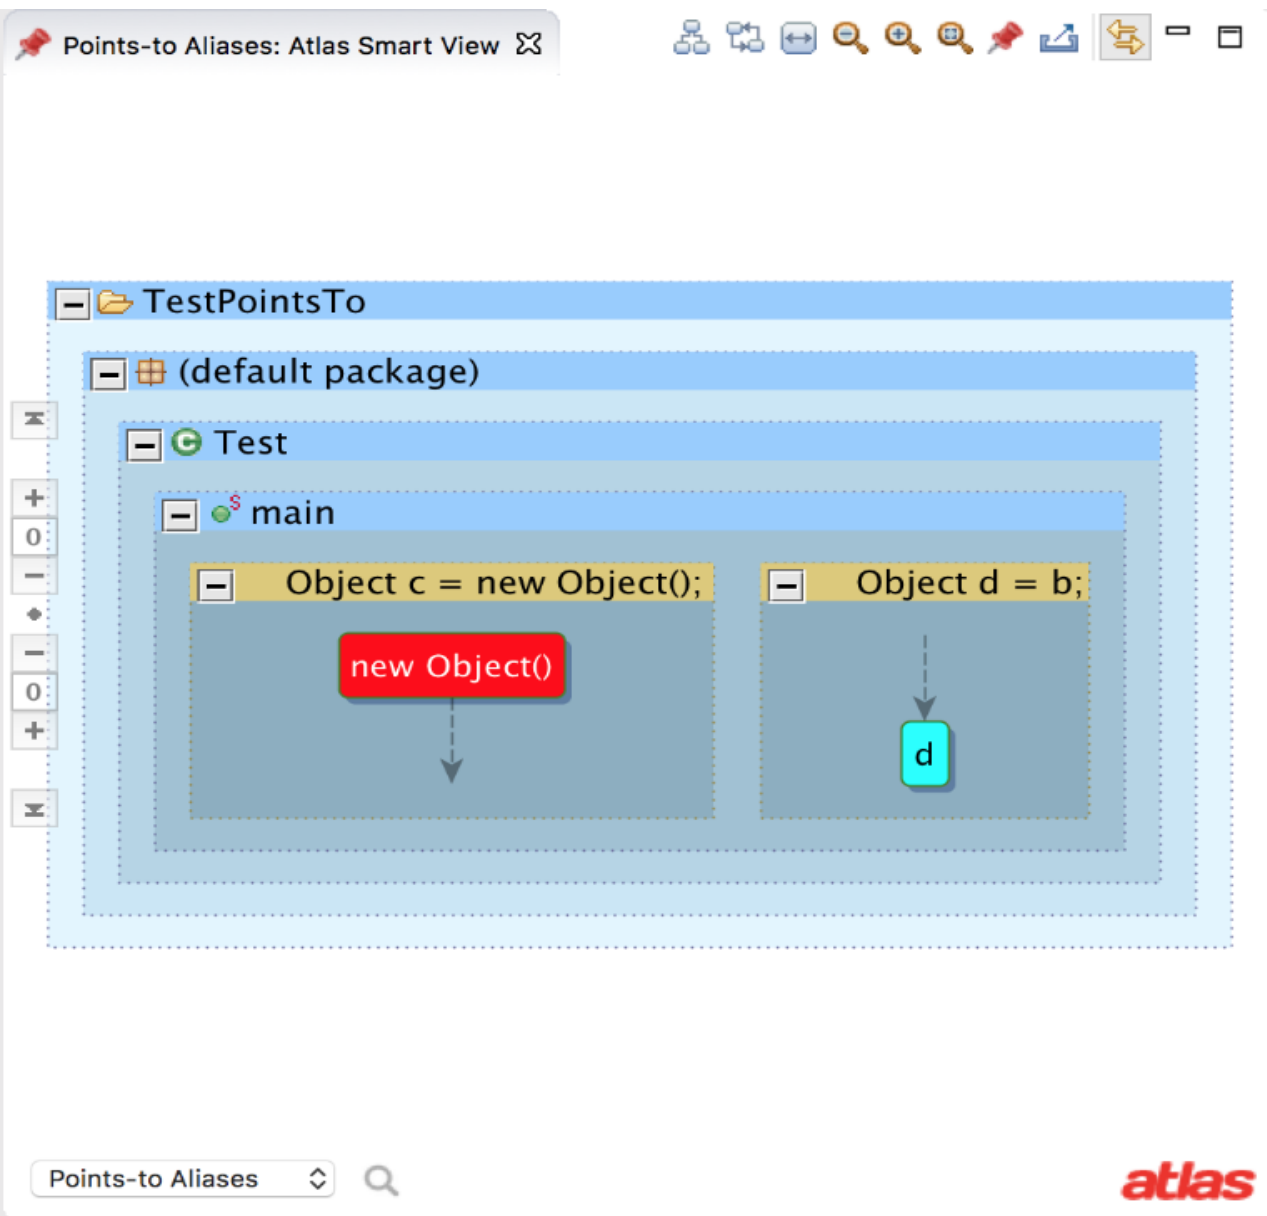 Points-to Aliases: Atlas Smart View
TestPointsTo
(default package)
C Test
S main
Object c = new Object();
Object d = b;
new Object()
d
+
0
−
−
0
+
Points-to Aliases
atlas